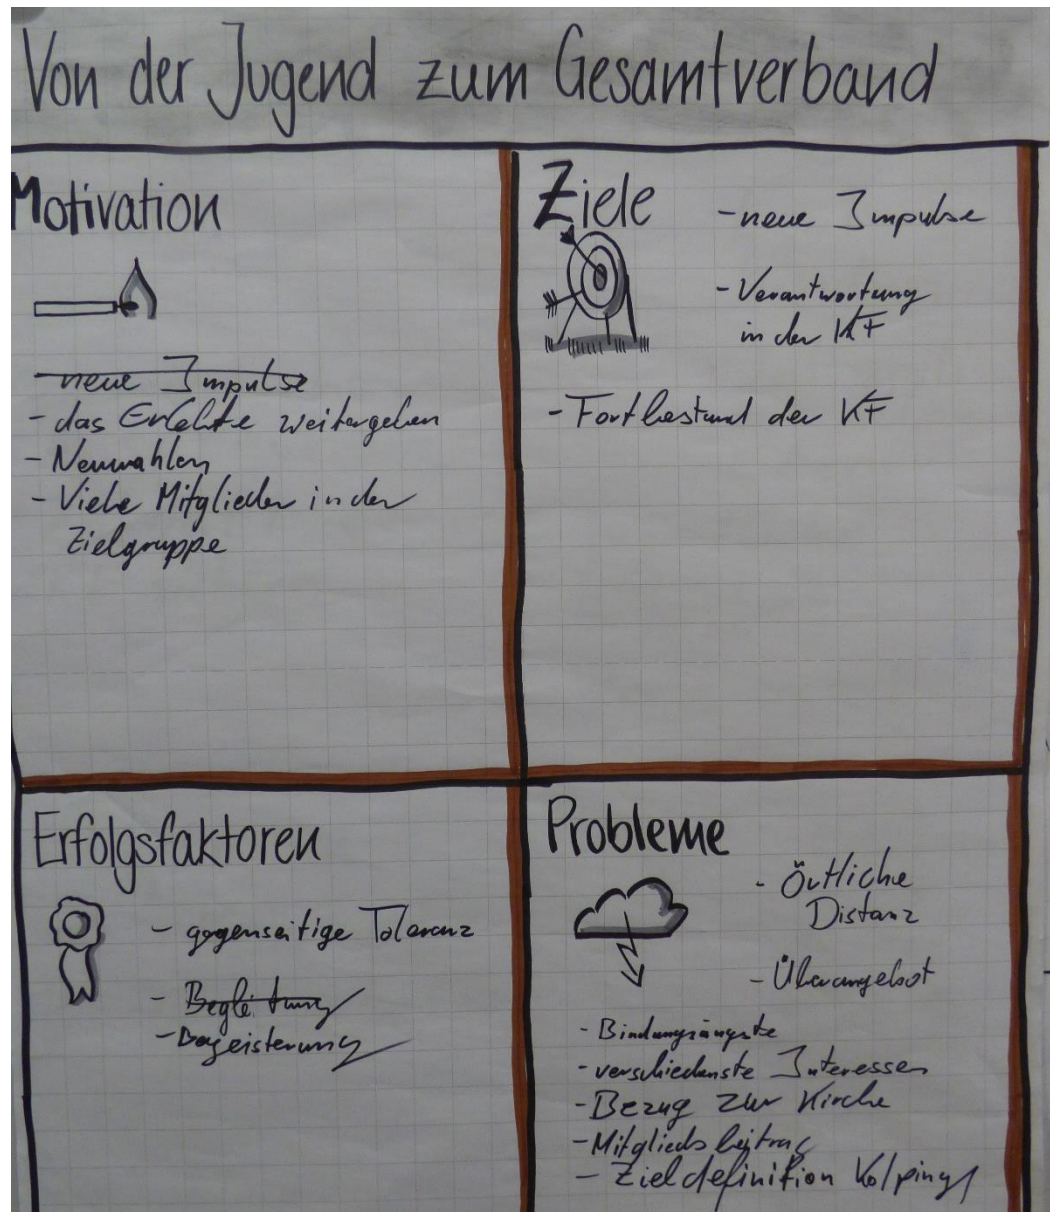 Von der Jugend zum Gesamtverband
Motivation
neue Impulse
- das Erlebte weitergeben
- Neuwahlen
- Viele Mitglieder in der
Zielgruppe
Ziele
- neue Impulse
- Verantwortung
in der KF
- Fortbestand der KF
Erfolgsfaktoren
- gegenseitige Toleranz
- Begleitung
- Begeisterung
Probleme
- Örtliche
Distanz
- Überangebot
- Bindungsängste
- verschiedenste Interessen
- Bezug zur Kirche
- Mitgliedsbeitrag
- Zieldefinition Kolpings